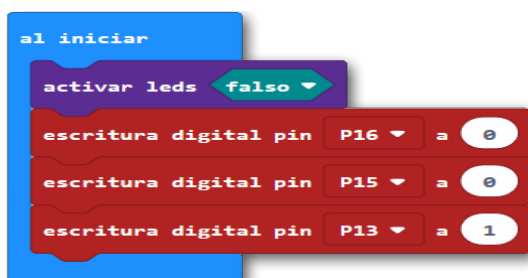 al iniciar
activar leds falso
escritura digital pin P16 a 0
escritura digital pin P15 a 0
escritura digital pin P13 a 1